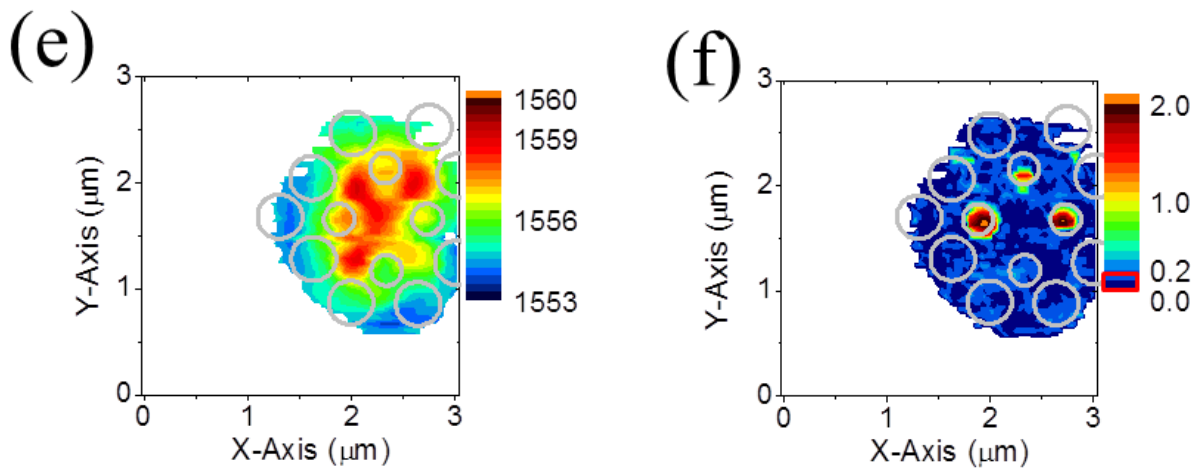 (e)
3
2
1
0
Y-Axis (μm)
0 1 2 3
X-Axis (μm)
1560
1559
1556
1553
(f)
3
2
1
0
Y-Axis (μm)
0 1 2 3
X-Axis (μm)
2.0
1.0
0.2
0.0